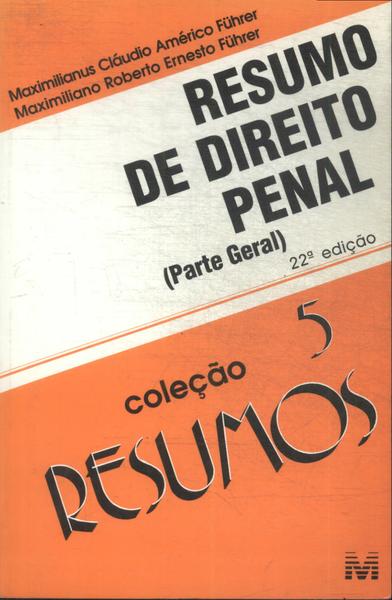 Maximilianus Cláudio Américo Führer
Maximiliano Roberto Ernesto Führer
RESUMO
DE DIREITO
PENAL
(Parte Geral)
22ª edição
5
coleção
RESUMOS
M